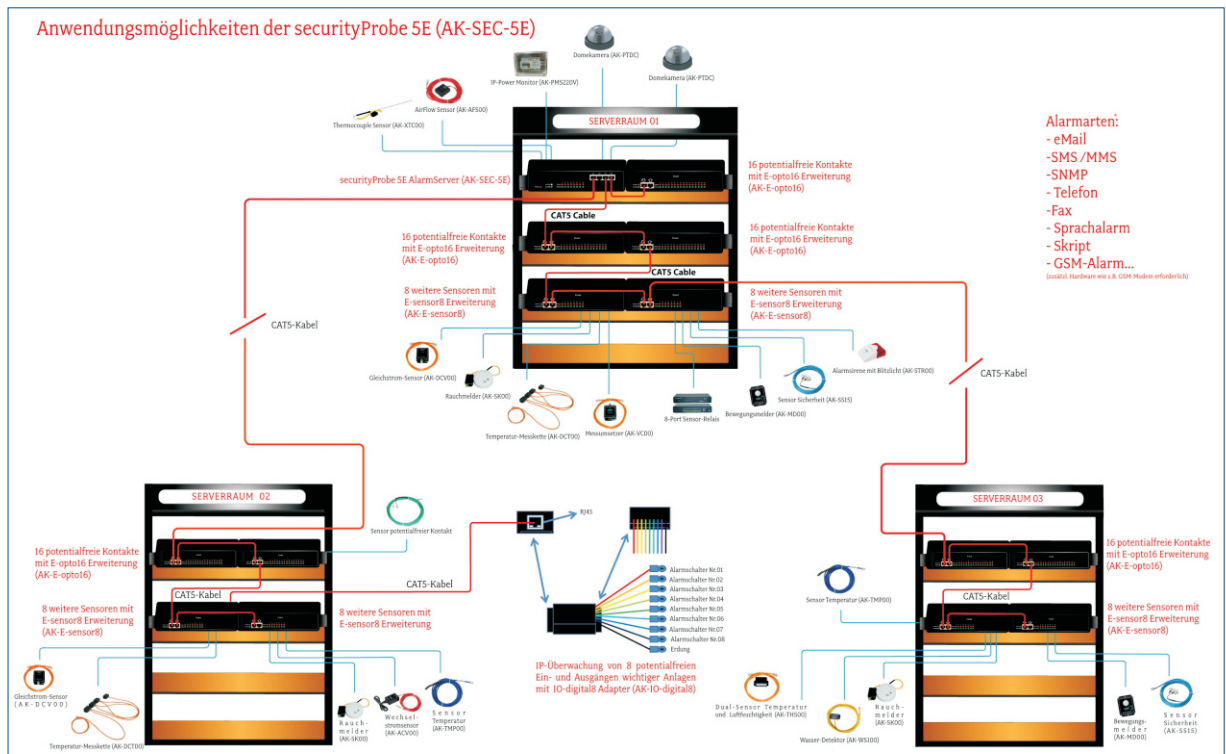 Anwendungsmöglichkeiten der securityProbe 5E (AK-SEC-5E)
Domekamera (AK-PTDC)
IP-Power Monitor (AK-PMS220V)
Domekamera (AK-PTDC)
AirFlow Sensor (AK-AFS00)
Thermocouple Sensor (AK-XTC00)
SERVERRAUM 01
Alarmarten:
- eMail
-SMS /MMS
-SNMP
- Telefon
-Fax
- Sprachalarm
- Skript
- GSM-Alarm...
(zusätzl. Hardware wie z.B. GSM-Modem erforderlich)
securityProbe 5E AlarmServer (AK-SEC-5E)
16 potentialfreie Kontakte
mit E-opto16 Erweiterung
(AK-E-opto16)
CAT5 Cable
16 potentialfreie Kontakte
mit E-opto16 Erweiterung
(AK-E-opto16)
16 potentialfreie Kontakte
mit E-opto16 Erweiterung
(AK-E-opto16)
CAT5 Cable
8 weitere Sensoren mit
E-sensor8 Erweiterung
(AK-E-sensor8)
8 weitere Sensoren mit
E-sensor8 Erweiterung
(AK-E-sensor8)
CAT5-Kabel
CAT5-Kabel
Gleichstrom-Sensor (AK-DCV00)
Rauchmelder (AK-SK00)
Temperatur-Messkette (AK-DCT00)
Messumsetzer (AK-VC00)
8-Port Sensor-Relais
Bewegungsmelder (AK-MD00)
Sensor Sicherheit (AK-SS15)
Alarmsirene mit Blitzlicht (AK-STR00)
SERVERRAUM 02
Sensor potentialfreier Kontakt
16 potentialfreie Kontakte
mit E-opto16 Erweiterung
(AK-E-opto16)
CAT5-Kabel
CAT5-Kabel
8 weitere Sensoren mit
E-sensor8 Erweiterung
(AK-E-sensor8)
8 weitere Sensoren mit
E-sensor8 Erweiterung
(AK-E-sensor8)
Gleichstrom-Sensor
(AK-DCV00)
Temperatur-Messkette (AK-DCT00)
Rauch-
melder
(AK-SK00)
Wechsel-
stromsensor
(AK-ACV00)
Sensor
Temperatur
(AK-TMP00)
RJ45
Alarmschalter Nr.01
Alarmschalter Nr.02
Alarmschalter Nr.03
Alarmschalter Nr.04
Alarmschalter Nr.05
Alarmschalter Nr.06
Alarmschalter Nr.07
Alarmschalter Nr.08
Erdung
IP-Überwachung von 8 potentialfreien
Ein- und Ausgängen wichtiger Anlagen
mit IO-digital8 Adapter (AK-IO-digital8)
SERVERRAUM 03
16 potentialfreie Kontakte
mit E-opto16 Erweiterung
(AK-E-opto16)
Sensor Temperatur (AK-TMP00)
CAT5-Kabel
8 weitere Sensoren mit
E-sensor8 Erweiterung
(AK-E-sensor8)
Dual-Sensor Temperatur
und Luftfeuchtigkeit (AK-THS00)
Wasser-Detektor (AK-WS100)
Rauch-
melder
(AK-SK00)
Bewegungs-
melder
(AK-MD00)
Sensor
Sicherheit
(AK-SS15)